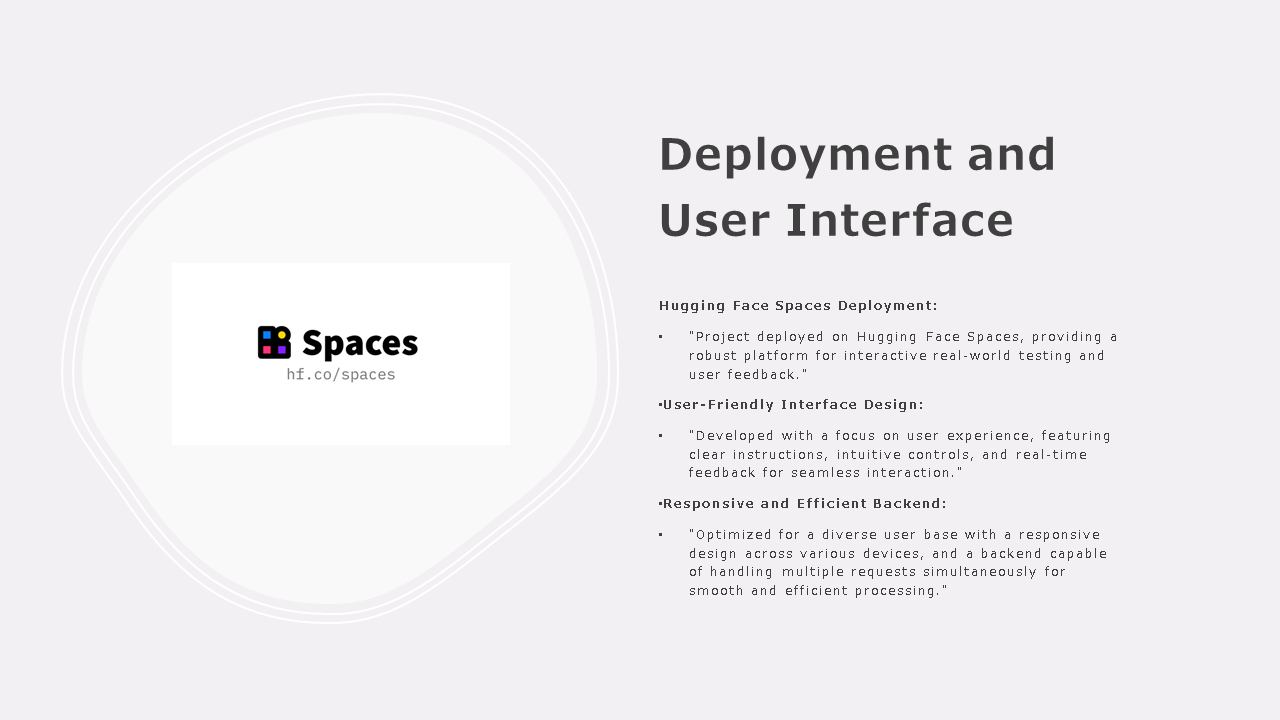 Deployment and
User Interface
Spaces
hf.co/spaces
Hugging Face Spaces Deployment:
• "Project deployed on Hugging Face Spaces, providing a
robust platform for interactive real-world testing and
user feedback."
•User-Friendly Interface Design:
• "Developed with a focus on user experience, featuring
clear instructions, intuitive controls, and real-time
feedback for seamless interaction."
•Responsive and Efficient Backend:
• "Optimized for a diverse user base with a responsive
design across various devices, and a backend capable
of handling multiple requests simultaneously for
smooth and efficient processing."